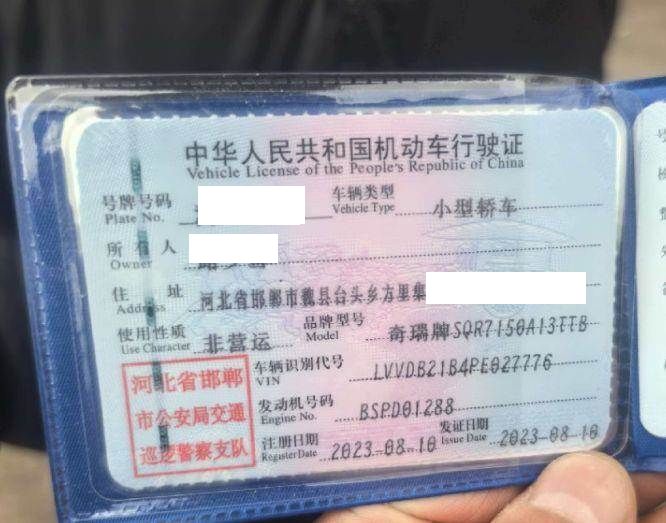 中华人民共和国机动车行驶证
Vehicle License of the People's Republic of China
号牌号码 Plate No. 车辆类型 Vehicle Type 小型轿车
所有人 Owner
住址 Address 河北省邯郸市魏县台头乡方里集
使用性质 Use Character 非营运 品牌型号 Model 奇瑞牌SQR7150A13TTB
河北省邯郸
市公安局交通
巡逻警察支队
车辆识别代号 VIN LVVDB21B4PE027776
发动机号码 Engine No. BSPD01288
注册日期 Register Date 2023-08-10 发证日期 Issue Date 2023-08-10